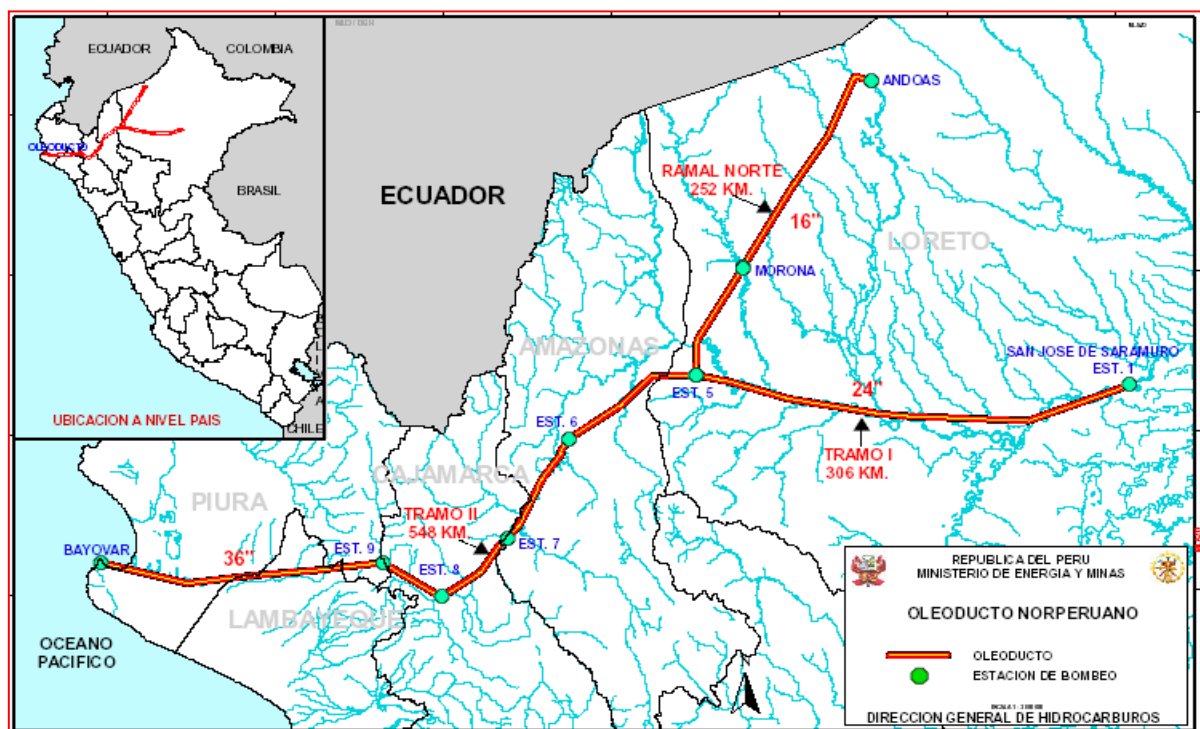 ECUADOR
COLOMBIA
OLEODUCTO
BRASIL
UBICACION A NIVEL PAIS
CHILE
ECUADOR
ANDOAS
RAMAL NORTE
252 KM.
16"
LORETO
MORONA
AMAZONAS
SAN JOSE DE SARAMURO
EST. 1
EST. 5
24"
TRAMO I
306 KM.
EST. 6
CAJAMARCA
PIURA
TRAMO II
548 KM.
EST. 7
BAYOVAR
36"
EST. 9
EST. 8
LAMBAYEQUE
OCEANO
PACIFICO
REPUBLICA DEL PERU
MINISTERIO DE ENERGIA Y MINAS
OLEODUCTO NORPERUANO
OLEODUCTO
ESTACION DE BOMBEO
DIRECCION GENERAL DE HIDROCARBUROS